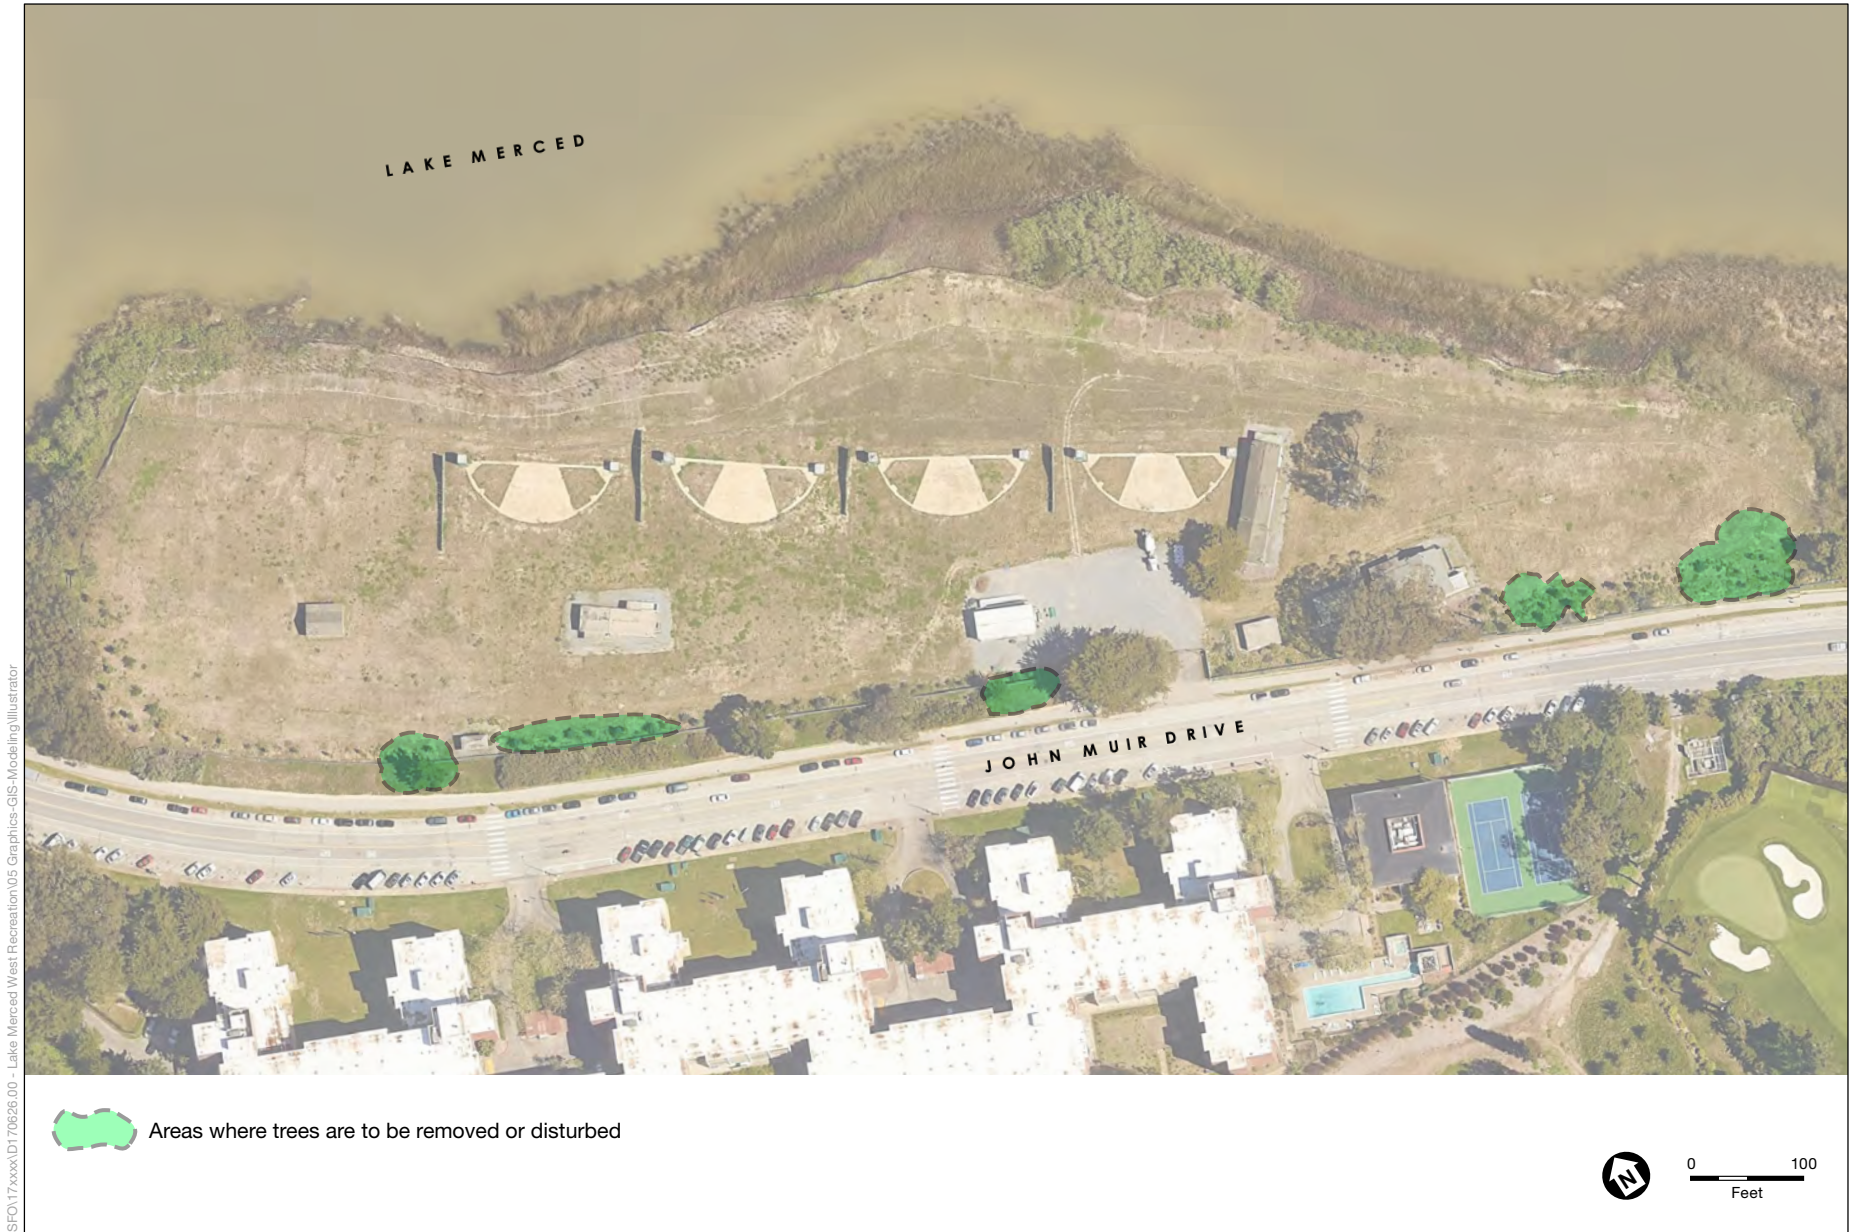 LAKE MERCED
JOHN MUIR DRIVE
SFO\17xxxx\D170626.00 - Lake Merced West Recreation\05 Graphics-GIS-Modeling\Illustrator
Areas where trees are to be removed or disturbed
N
0 100
Feet